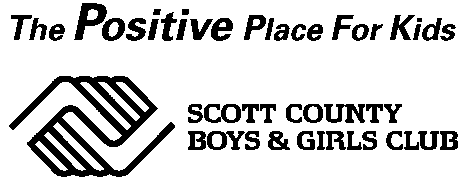 The Positive Place For Kids
SCOTT COUNTY
BOYS & GIRLS CLUB